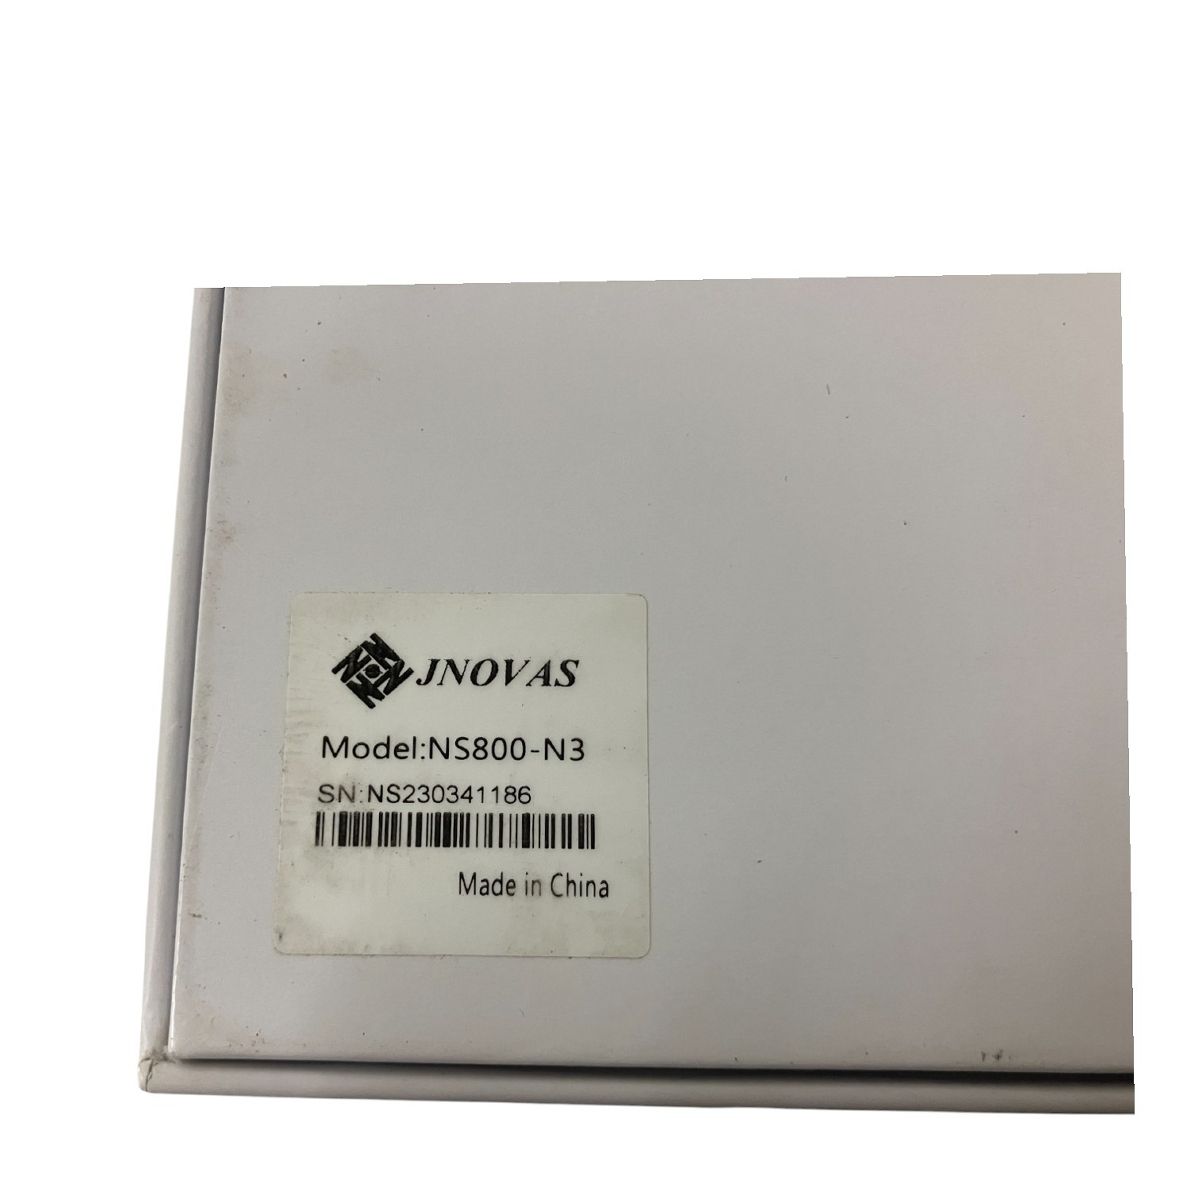 JNOVAS
Model:NS800-N3
SN:NS230341186
Made in China